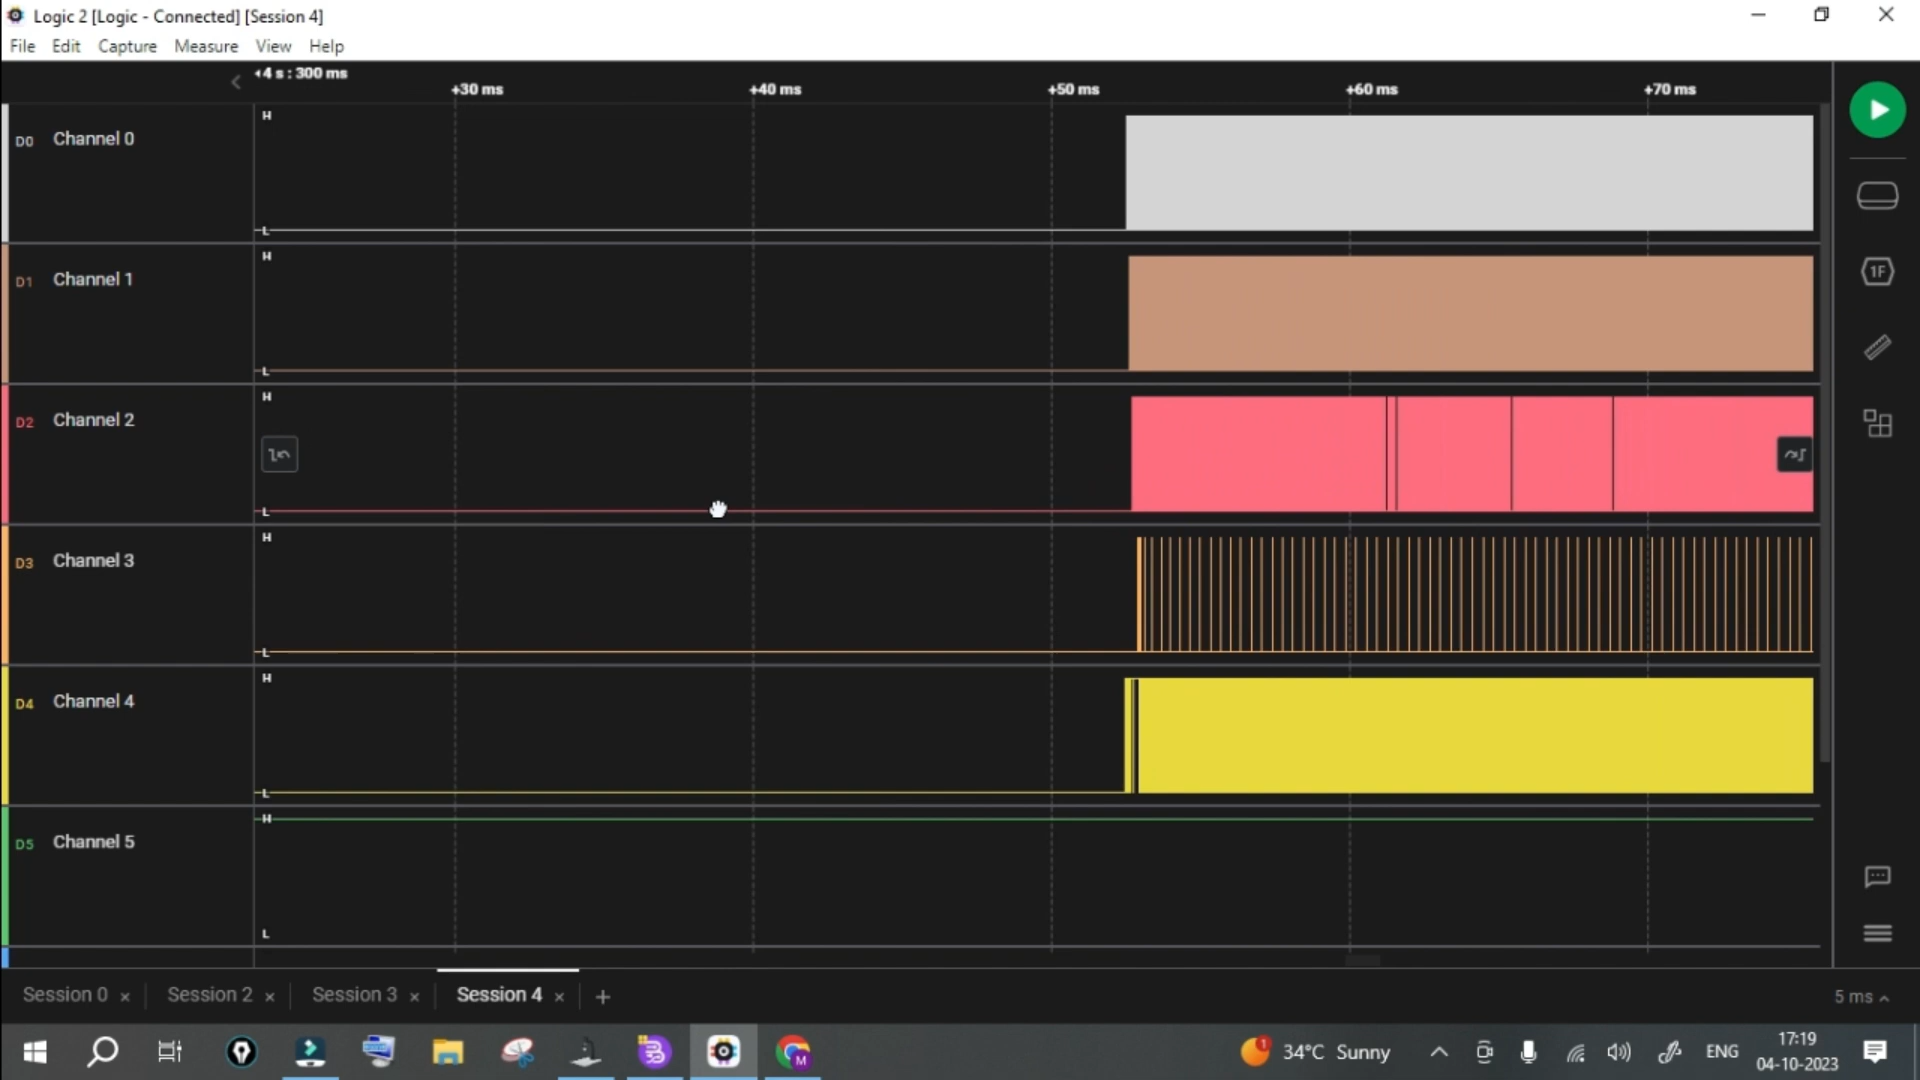 Logic 2 [Logic - Connected] [Session 4]
File Edit Capture Measure View Help
4 s : 300 ms
+30 ms +40 ms +50 ms +60 ms +70 ms
H
D0 Channel 0
L
H
D1 Channel 1
L
H
D2 Channel 2
L
H
D3 Channel 3
L
H
D4 Channel 4
L
H
D5 Channel 5
L
1F
Session 0 Session 2 Session 3 Session 4 5 ms
1 34°C Sunny ENG 17:19
04-10-2023
M